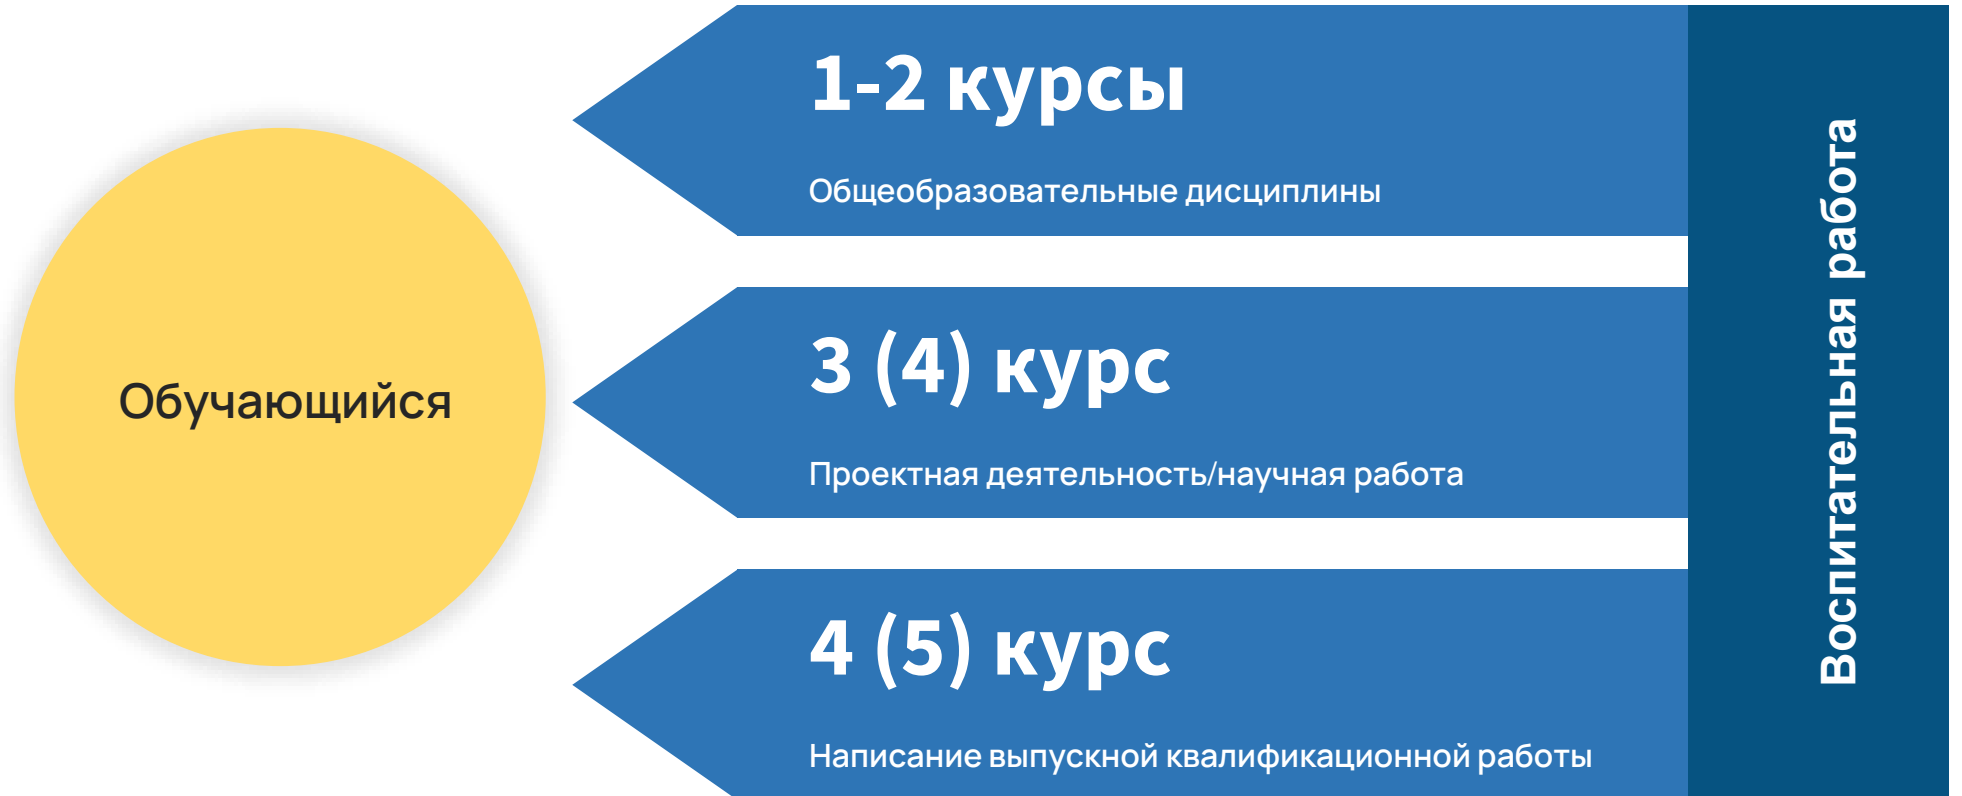 Обучающийся
1-2 курсы
Общеобразовательные дисциплины
3 (4) курс
Проектная деятельность/научная работа
4 (5) курс
Написание выпускной квалификационной работы
Воспитательная работа